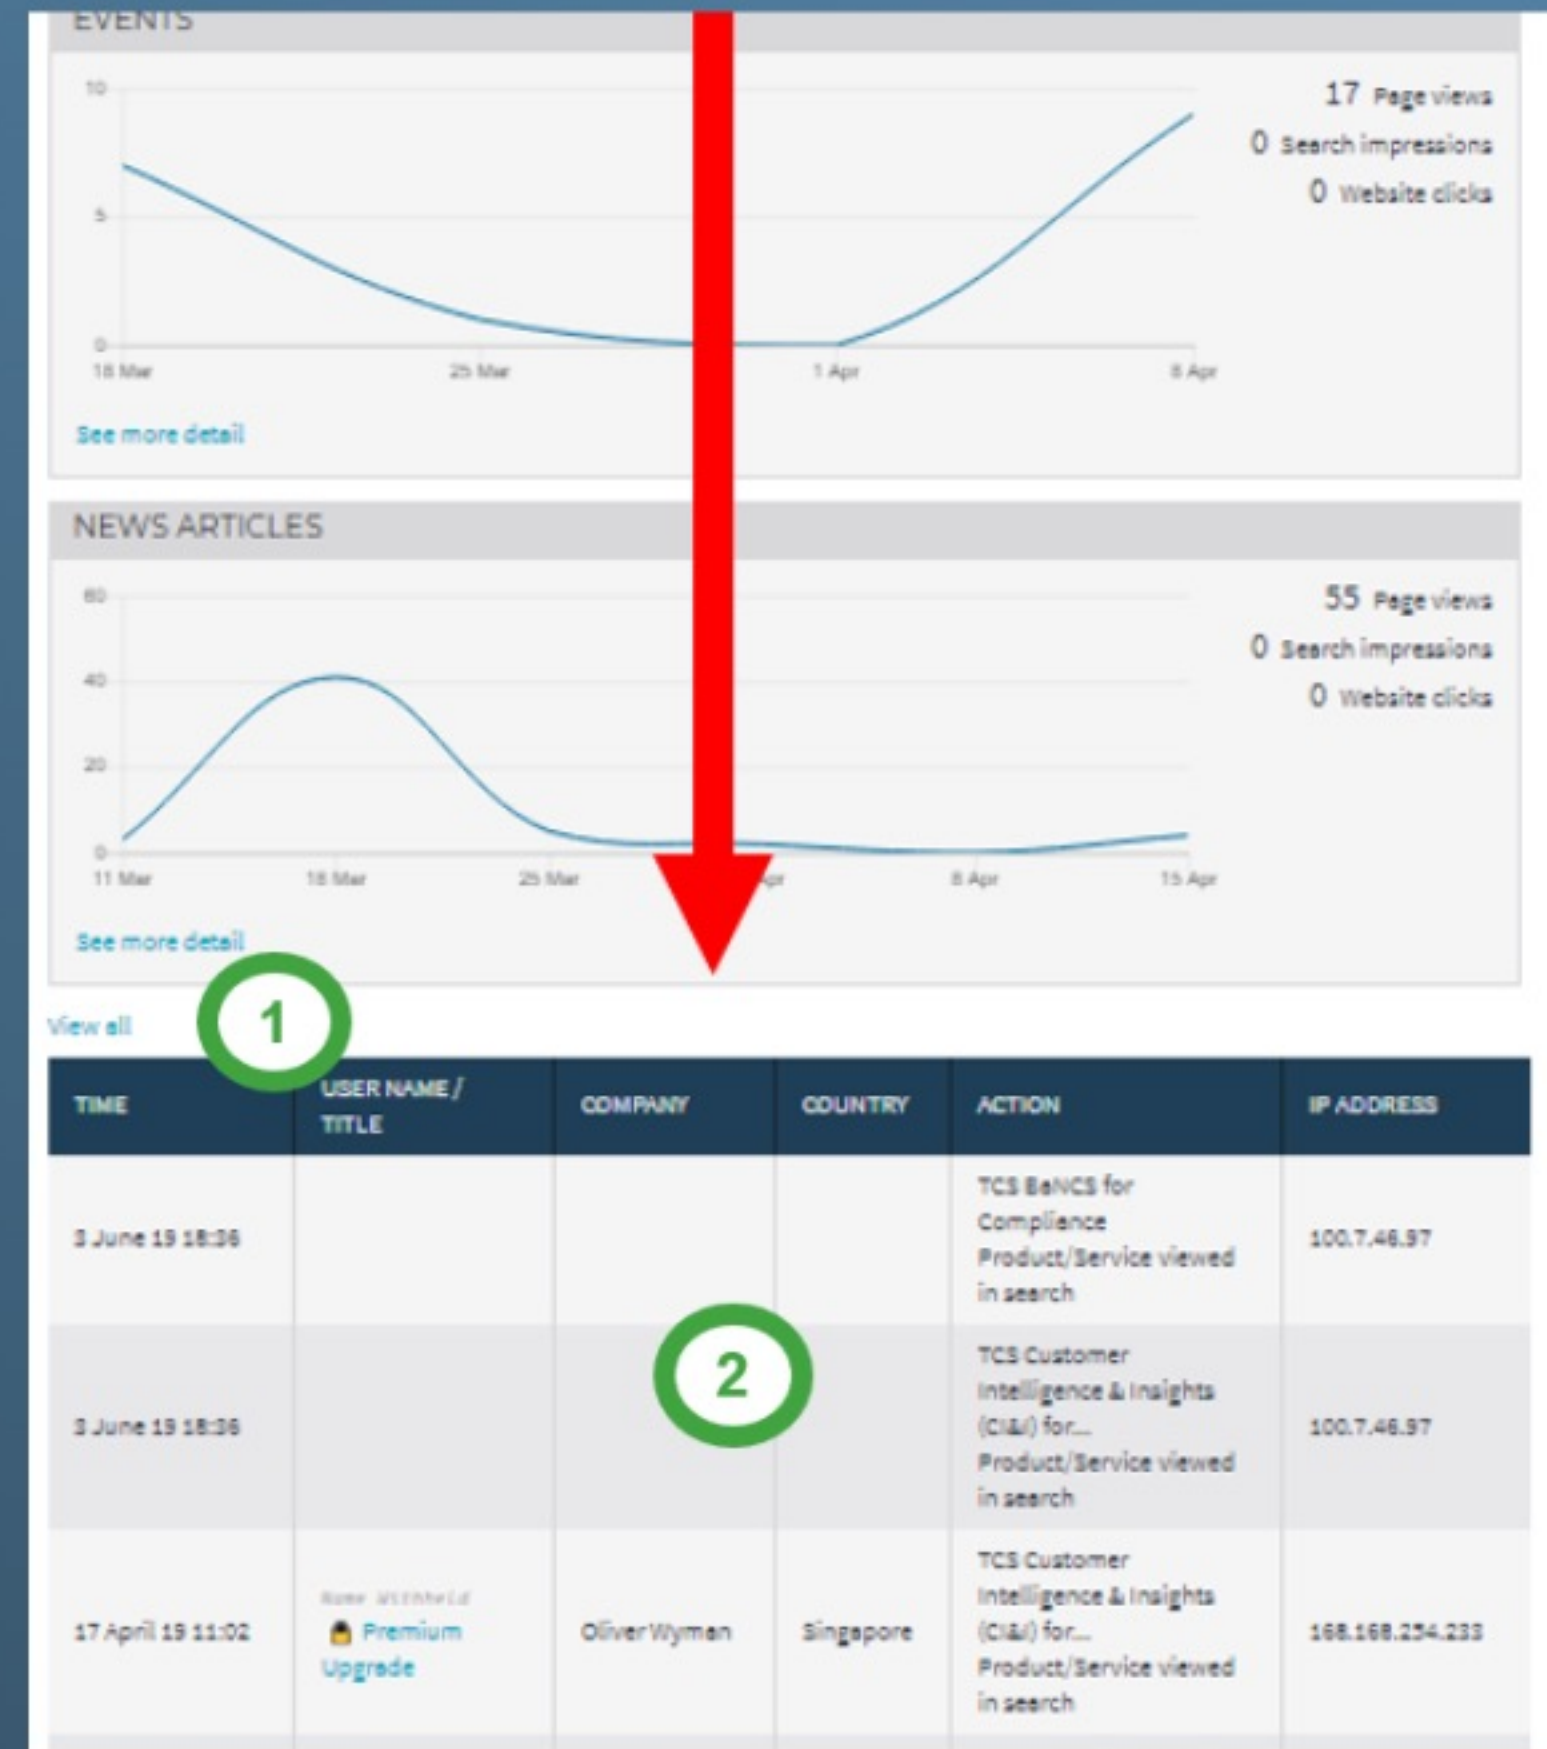 EVENTS
10
5
0
18 Mar
25 Mar
1 Apr
8 Apr
17 Page views
0 Search impressions
0 Website clicks
See more detail
NEWS ARTICLES
60
40
20
0
11 Mar
18 Mar
25 Mar
Apr
8 Apr
15 Apr
55 Page views
0 Search impressions
0 Website clicks
See more detail
1
View all
TIME
USER NAME /
TITLE
COMPANY
COUNTRY
ACTION
IP ADDRESS
3 June 19 18:36
TCS BaNCS for
Compliance
Product/Service viewed
in search
100.7.46.97
2
3 June 19 18:36
TCS Customer
Intelligence & Insights
(CI&I) for...
Product/Service viewed
in search
100.7.46.97
17 April 19 11:02
Name Withheld
Premium
Upgrade
Oliver Wyman
Singapore
TCS Customer
Intelligence & Insights
(CI&I) for...
Product/Service viewed
in search
168.168.254.233